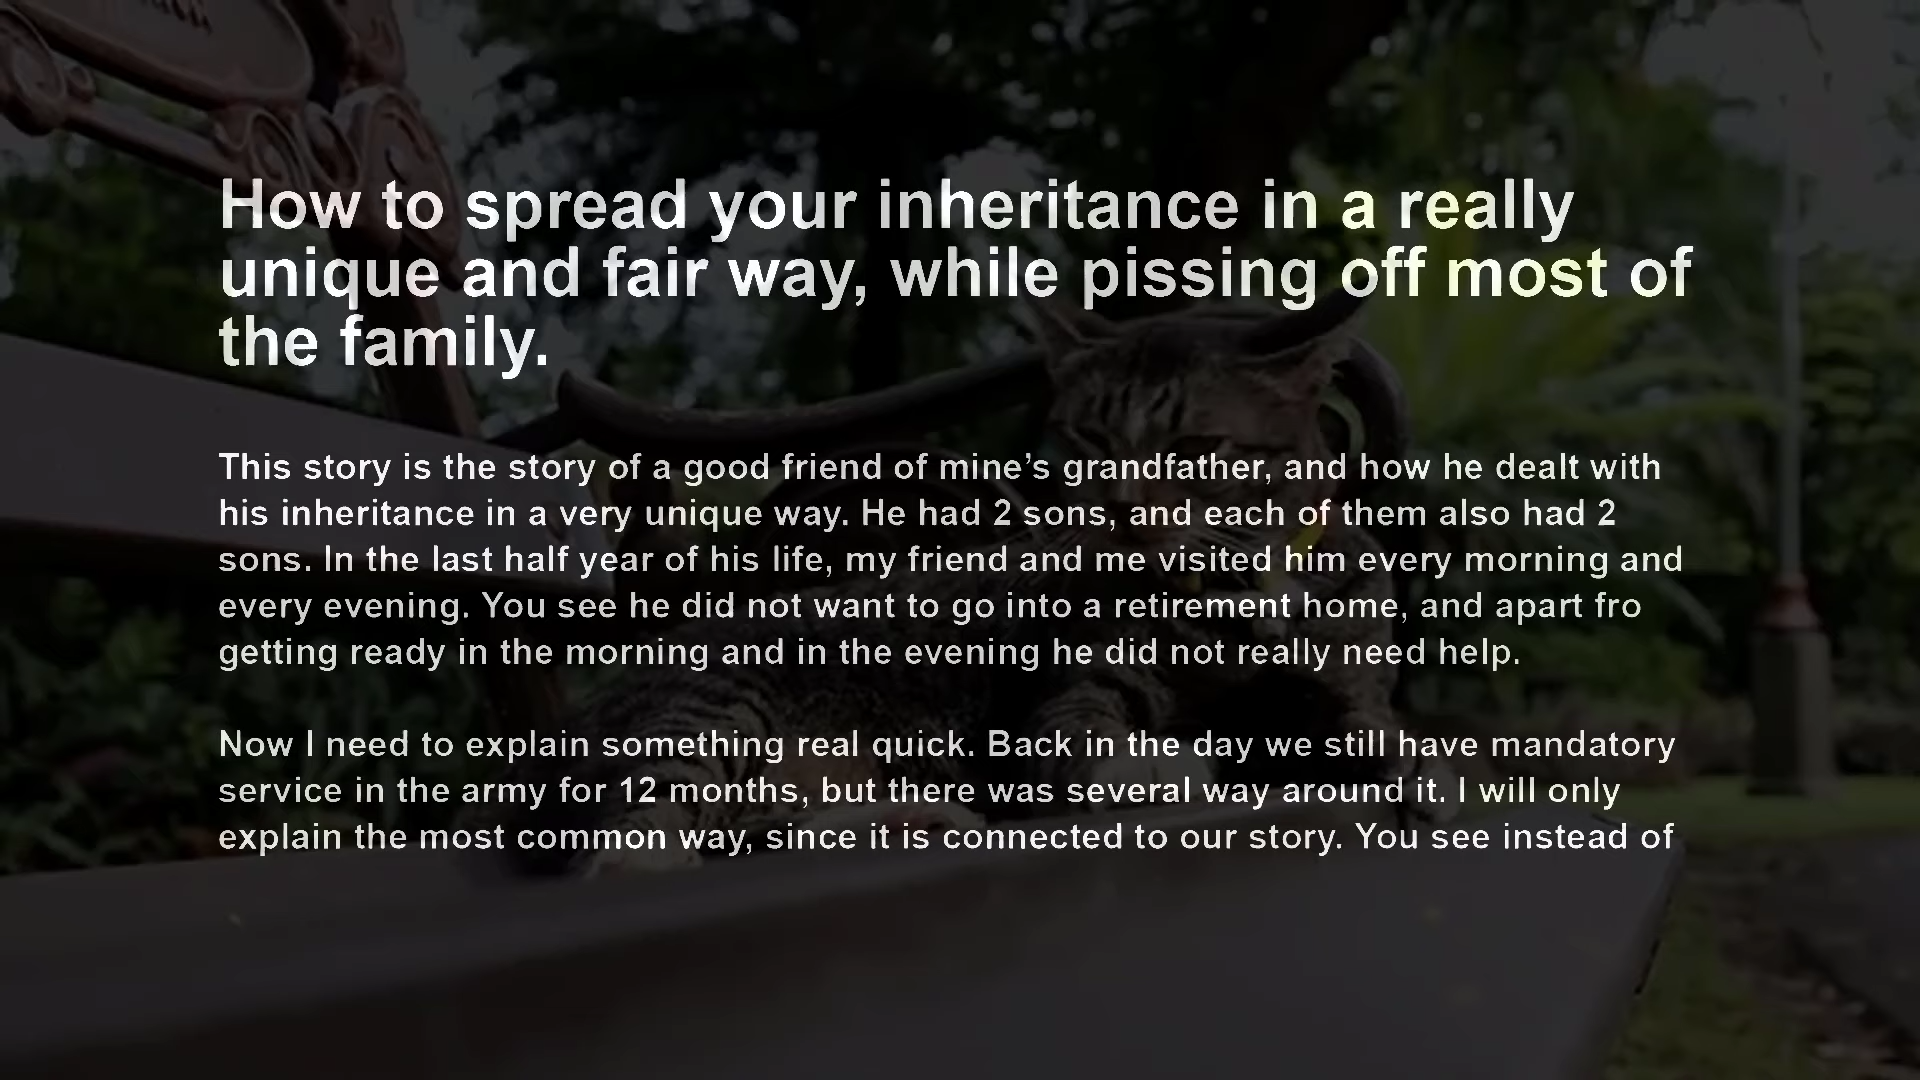 How to spread your inheritance in a really
unique and fair way, while pissing off most of
the family.
This story is the story of a good friend of mine’s grandfather, and how he dealt with
his inheritance in a very unique way. He had 2 sons, and each of them also had 2
sons. In the last half year of his life, my friend and me visited him every morning and
every evening. You see he did not want to go into a retirement home, and apart fro
getting ready in the morning and in the evening he did not really need help.
Now I need to explain something real quick. Back in the day we still have mandatory
service in the army for 12 months, but there was several way around it. I will only
explain the most common way, since it is connected to our story. You see instead of